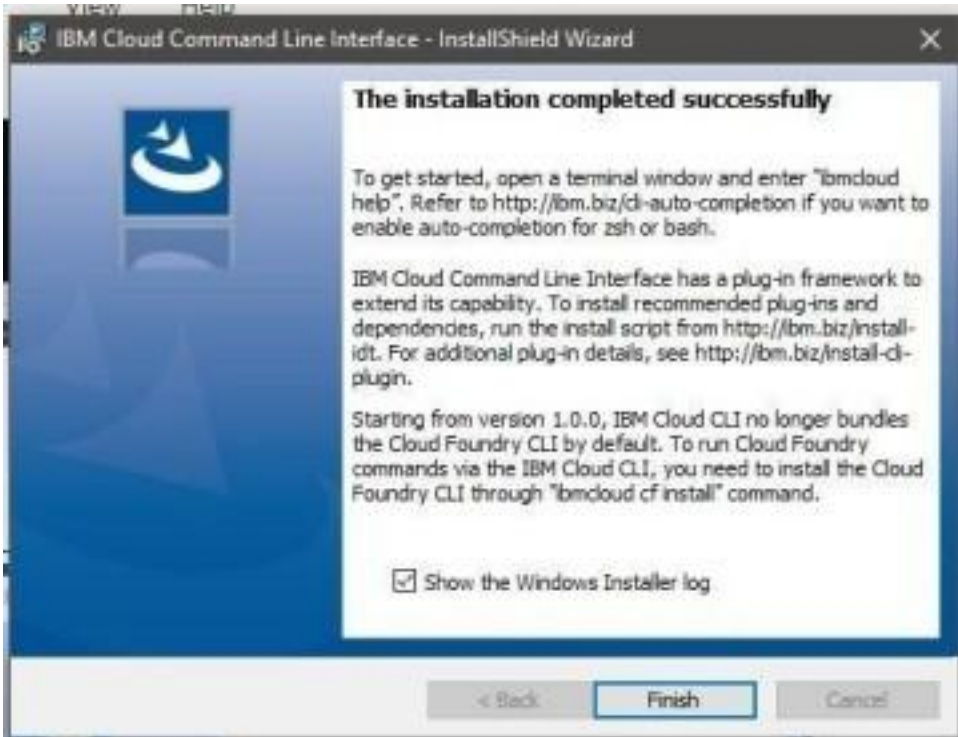 View Help
IBM Cloud Command Line Interface - InstallShield Wizard
The installation completed successfully
To get started, open a terminal window and enter "ibmcloud
help". Refer to http://ibm.biz/cli-auto-completion if you want to
enable auto-completion for zsh or bash.
IBM Cloud Command Line Interface has a plug-in framework to
extend its capability. To install recommended plug-ins and
dependencies, run the install script from http://ibm.biz/install-
idt. For additional plug-in details, see http://ibm.biz/install-cli-
plugin.
Starting from version 1.0.0, IBM Cloud CLI no longer bundles
the Cloud Foundry CLI by default. To run Cloud Foundry
commands via the IBM Cloud CLI, you need to install the Cloud
Foundry CLI through "ibmcloud cf install" command.
Show the Windows Installer log
< Back Finish Cancel